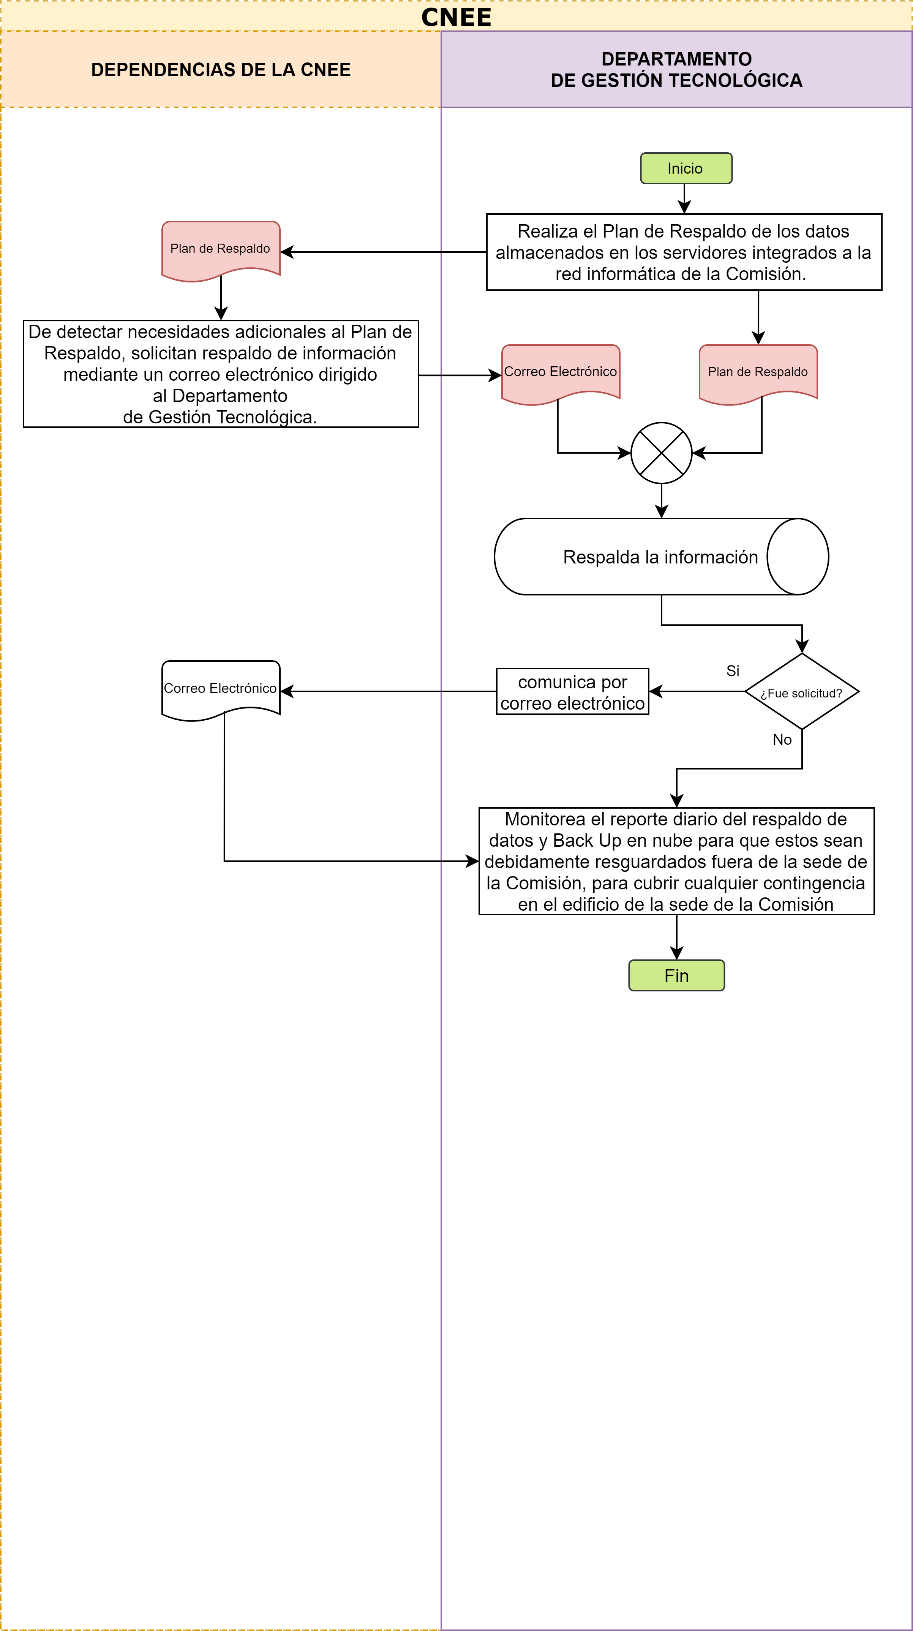 CNEE
DEPENDENCIAS DE LA CNEE
DEPARTAMENTO
DE GESTIÓN TECNOLÓGICA
Inicio
Realiza el Plan de Respaldo de los datos
almacenados en los servidores integrados a la
red informática de la Comisión.
Plan de Respaldo
De detectar necesidades adicionales al Plan de
Respaldo, solicitan respaldo de información
mediante un correo electrónico dirigido
al Departamento
de Gestión Tecnológica.
Correo Electrónico
Plan de Respaldo
Respalda la información
¿Fue solicitud?
Si
No
comunica por
correo electrónico
Correo Electrónico
Monitorea el reporte diario del respaldo de
datos y Back Up en nube para que estos sean
debidamente resguardados fuera de la sede de
la Comisión, para cubrir cualquier contingencia
en el edificio de la sede de la Comisión
Fin